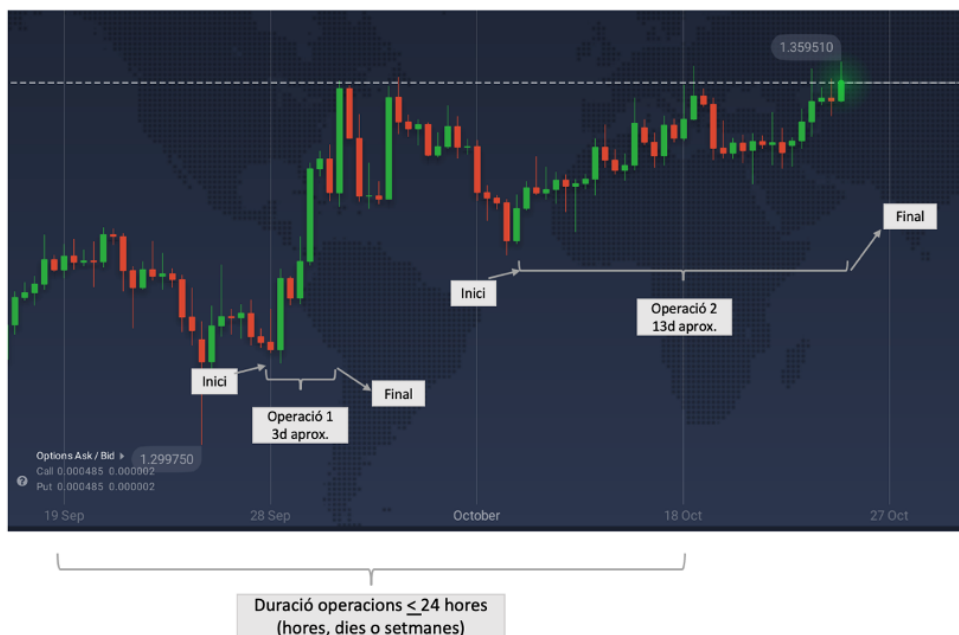 1.359510
Final
Inici
Operació 2
13d aprox.
Inici
Final
Operació 1
3d aprox.
Options Ask / Bid
1.299750
Call 0.000485 0.000002
Put 0.000485 0.000002
?
19 Sep
28 Sep
October
18 Oct
27 Oct
Duració operacions < 24 hores
(hores, dies o setmanes)